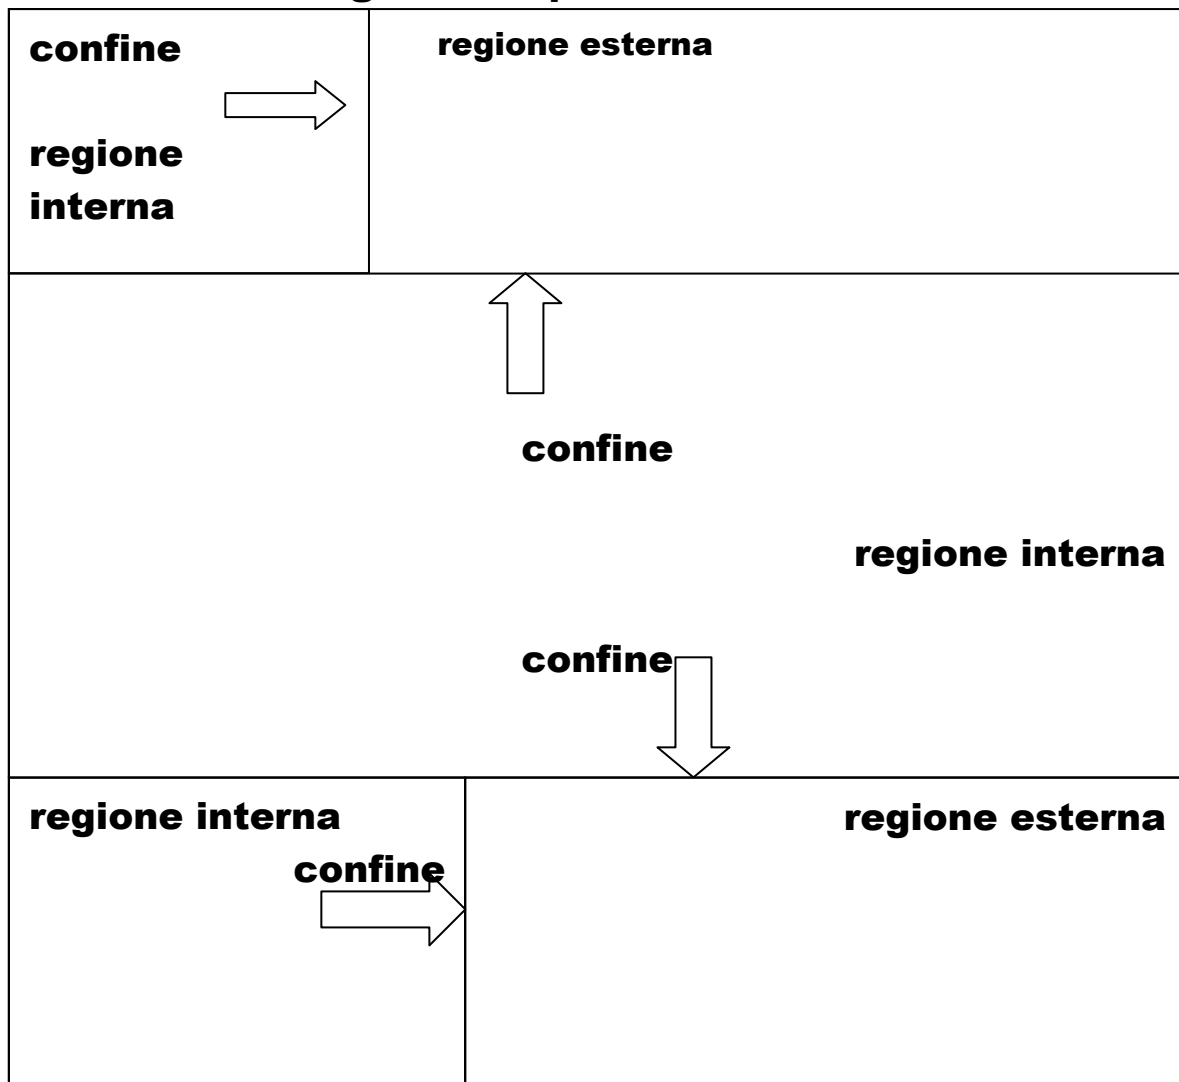 confine
regione esterna
regione
interna
confine
regione interna
confine
regione interna
regione esterna
confine